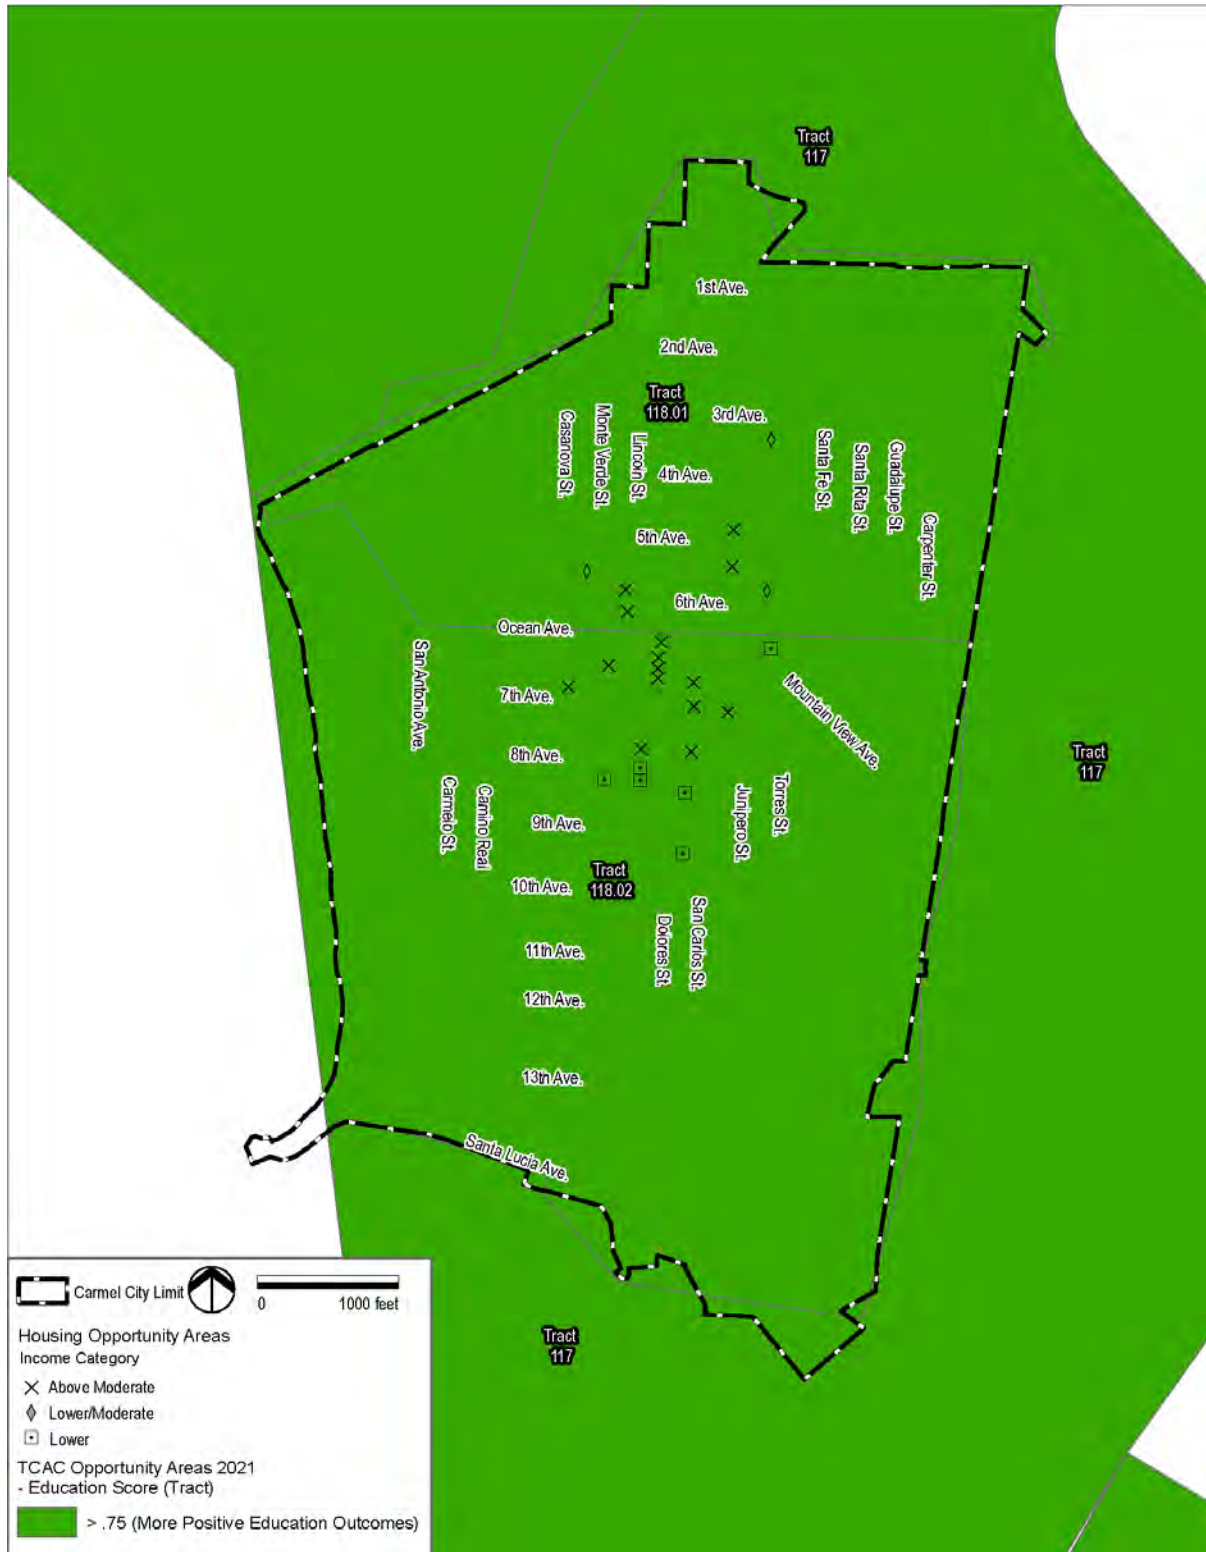 Tract
117
1st Ave.
2nd Ave.
Tract
118.01
3rd Ave.
Casanova St.
Monte Verde St.
Lincoln St.
4th Ave.
Santa Fe St.
Santa Rita St.
Guadalupe St.
Carpenter St.
5th Ave.
6th Ave.
Ocean Ave.
San Antonio Ave.
7th Ave.
Mountain View Ave.
8th Ave.
Tract
117
Carmelo St.
Camino Real
9th Ave.
Junipero St.
Torres St.
Tract
118.02
10th Ave.
Dolores St.
San Carlos St.
11th Ave.
12th Ave.
13th Ave.
Santa Lucia Ave.
Tract
117
Carmel City Limit
0 1000 feet
Housing Opportunity Areas
Income Category
Above Moderate
Lower/Moderate
Lower
TCAC Opportunity Areas 2021
- Education Score (Tract)
> .75 (More Positive Education Outcomes)